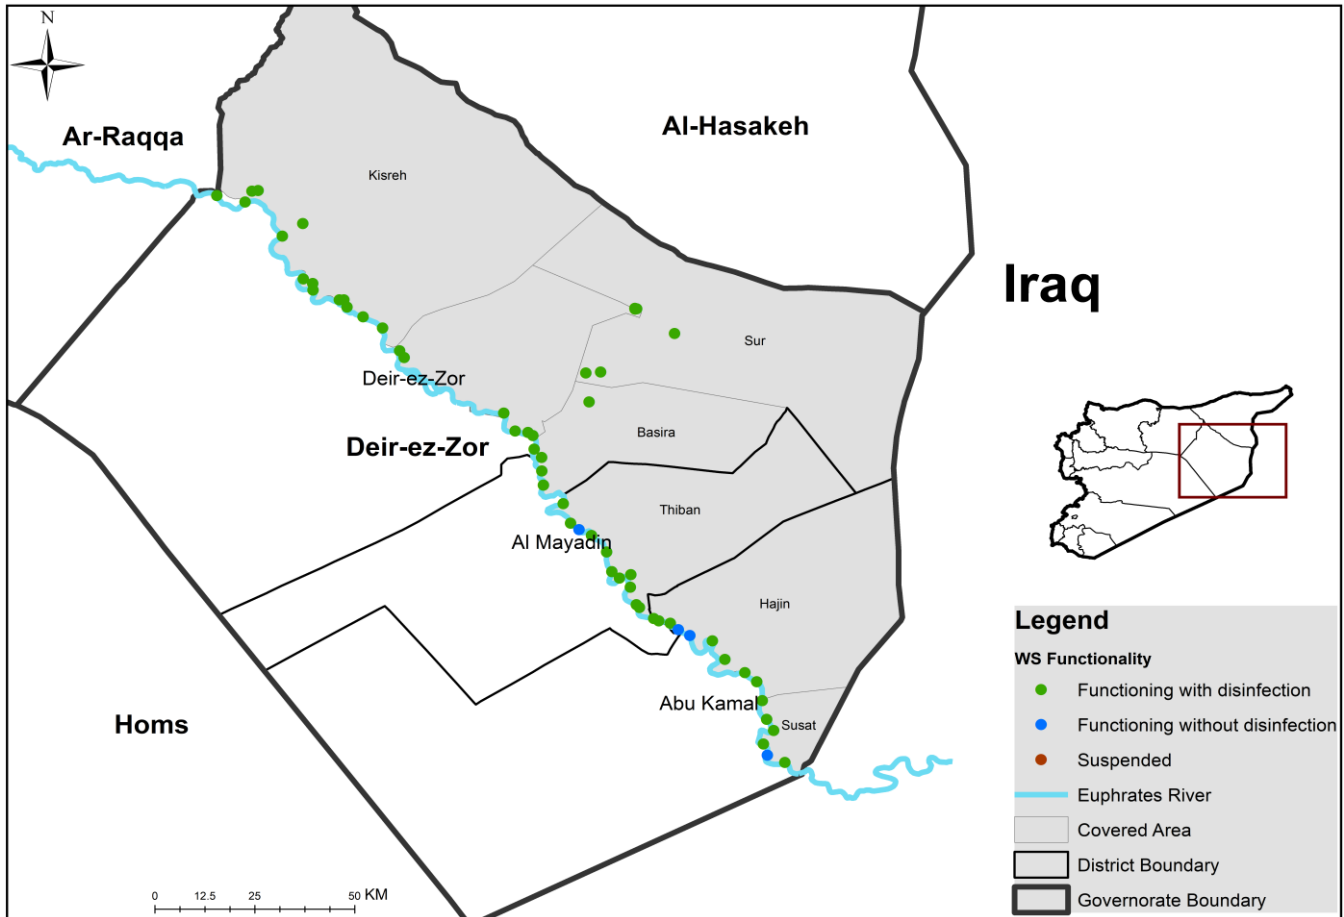 N
Ar-Raqqa
Al-Hasakeh
Kisreh
Iraq
Sur
Deir-ez-Zor
Basira
Deir-ez-Zor
Thiban
Al Mayadin
Hajin
Abu Kamal
Susat
Homs
0 12.5 25 50 KM
Legend
WS Functionality
Functioning with disinfection
Functioning without disinfection
Suspended
Euphrates River
Covered Area
District Boundary
Governorate Boundary